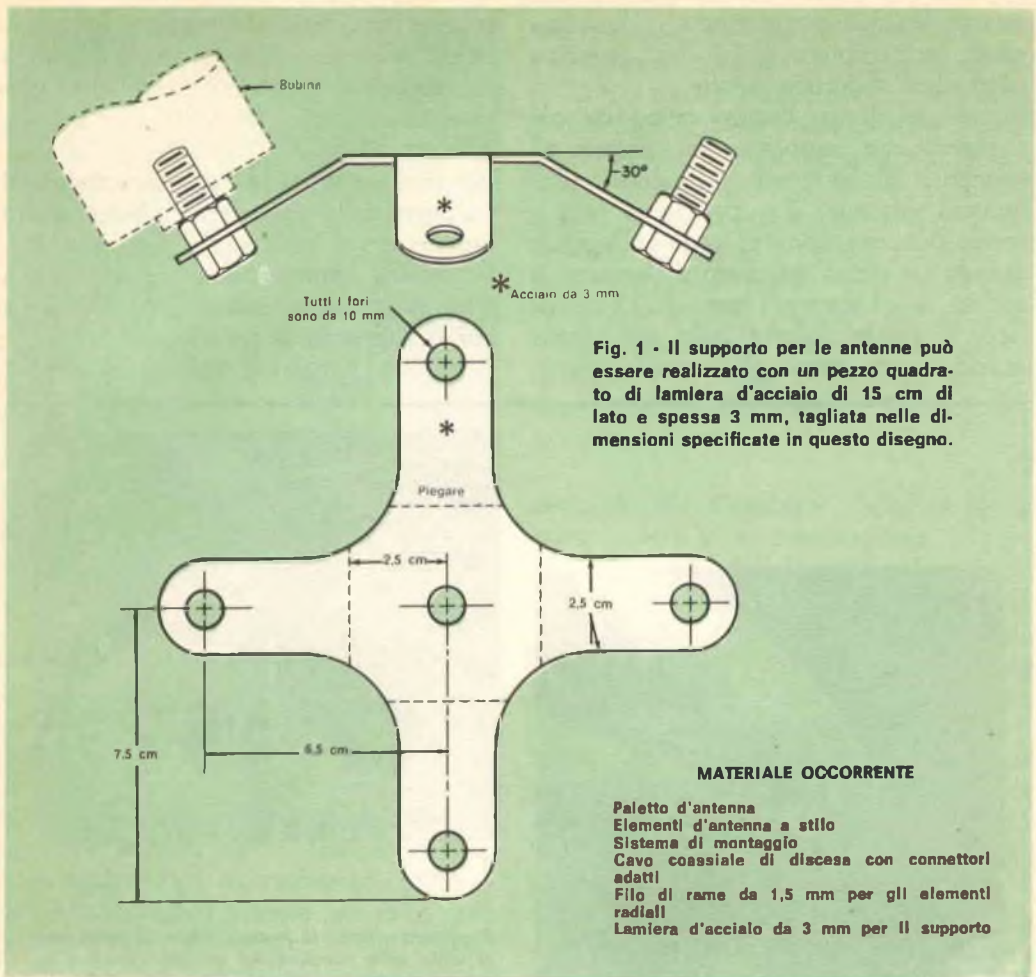 Bobina
30°
*
*Acciaio da 3 mm
Tutti i fori
sono da 10 mm
Fig. 1 - Il supporto per le antenne può
essere realizzato con un pezzo quadra-
to di lamiera d'acciaio di 15 cm di
lato e spessa 3 mm, tagliata nelle di-
mensioni specificate in questo disegno.
*
Piegare
2,5 cm
2,5 cm
7,5 cm
6,5 cm
MATERIALE OCCORRENTE
Paletto d'antenna
Elementi d'antenna a stilo
Sistema di montaggio
Cavo coassiale di discesa con connettori
adatti
Filo di rame da 1,5 mm per gli elementi
radiali
Lamiera d'acciaio da 3 mm per il supporto